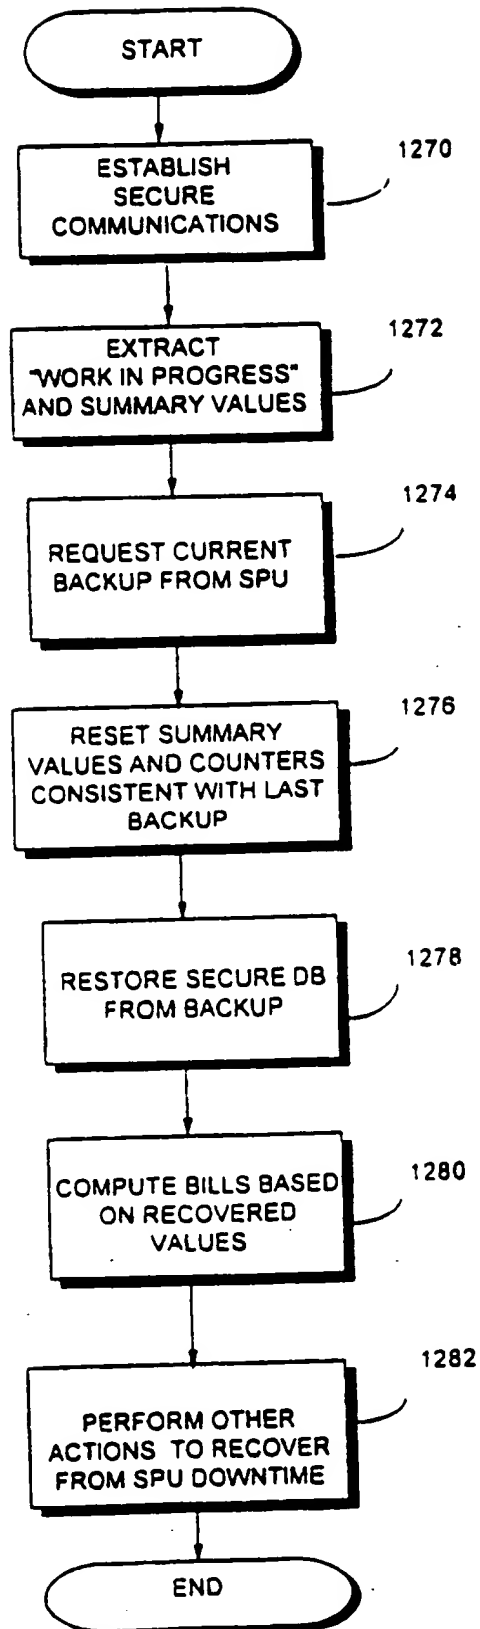 START
1270
ESTABLISH
SECURE
COMMUNICATIONS
1272
EXTRACT
"WORK IN PROGRESS"
AND SUMMARY VALUES
1274
REQUEST CURRENT
BACKUP FROM SPU
1276
RESET SUMMARY
VALUES AND COUNTERS
CONSISTENT WITH LAST
BACKUP
1278
RESTORE SECURE DB
FROM BACKUP
1280
COMPUTE BILLS BASED
ON RECOVERED
VALUES
1282
PERFORM OTHER
ACTIONS TO RECOVER
FROM SPU DOWNTIME
END